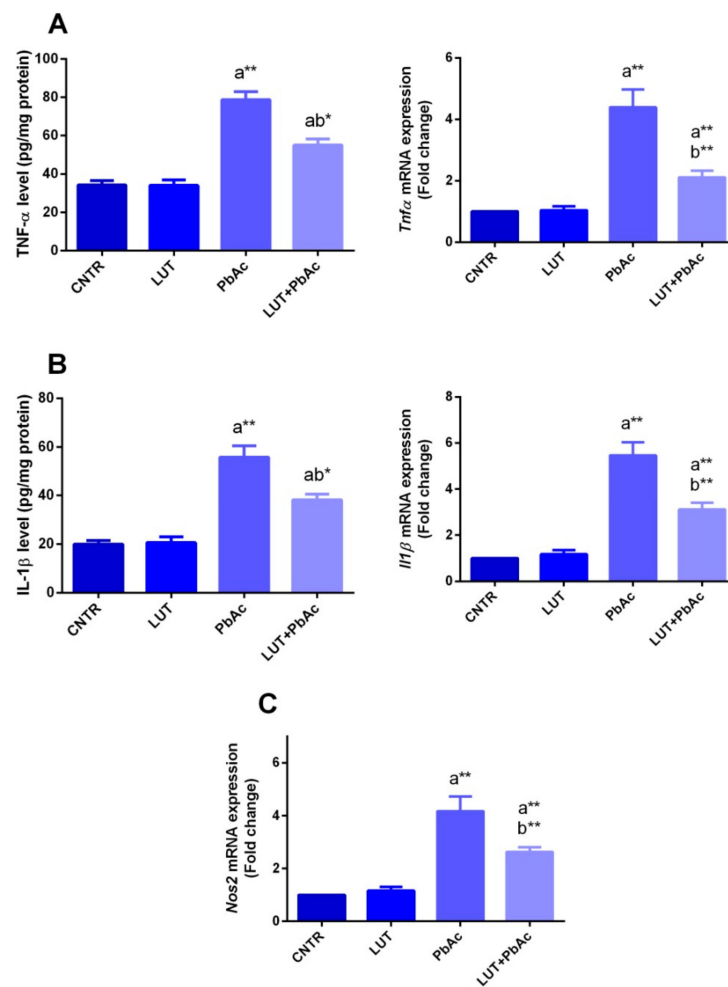 A
TNF-α level (pg/mg protein)
100
80
60
40
20
0
a**
ab*
CNTR
LUT
PbAc
LUT+PbAc
Tnfα mRNA expression
(Fold change)
6
4
2
0
a**
a**
b**
CNTR
LUT
PbAc
LUT+PbAc
B
IL-1β level (pg/mg protein)
80
60
40
20
0
a**
ab*
CNTR
LUT
PbAc
LUT+PbAc
Il1β mRNA expression
(Fold change)
8
6
4
2
0
a**
a**
b**
CNTR
LUT
PbAc
LUT+PbAc
C
Nos2 mRNA expression
(Fold change)
6
4
2
0
a**
a**
b**
CNTR
LUT
PbAc
LUT+PbAc